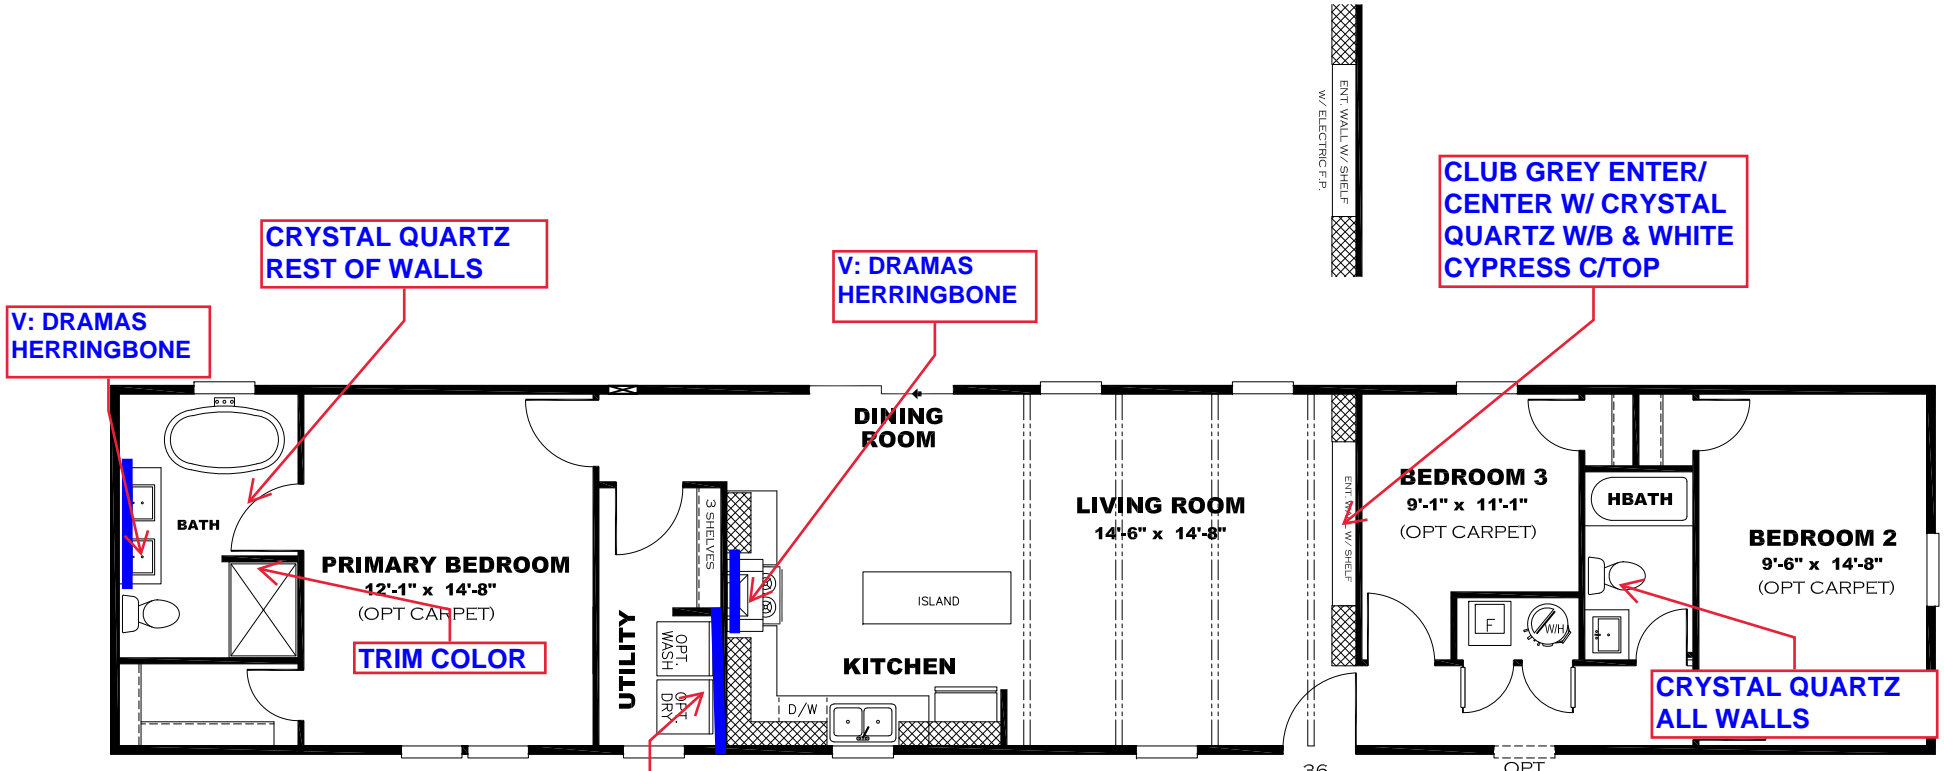 ENT. WALL W/ SHELF
W/ ELECTRIC F.P.
CLUB GREY ENTER/
CENTER W/ CRYSTAL
QUARTZ W/B & WHITE
CYPRESS C/TOP
CRYSTAL QUARTZ
REST OF WALLS
V: DRAMAS
HERRINGBONE
V: DRAMAS
HERRINGBONE
DINING
ROOM
BATH
PRIMARY BEDROOM
12'-1" x 14'-8"
(OPT CARPET)
TRIM COLOR
3 SHELVES
UTILITY
OPT.
WASH
OPT.
DRY.
ISLAND
KITCHEN
D/W
LIVING ROOM
14'-6" x 14'-8"
ENT. W/ SHELF
BEDROOM 3
9'-1" x 11'-1"
(OPT CARPET)
HBATH
F
W/H
BEDROOM 2
9'-6" x 14'-8"
(OPT CARPET)
CRYSTAL QUARTZ
ALL WALLS
36
OPT